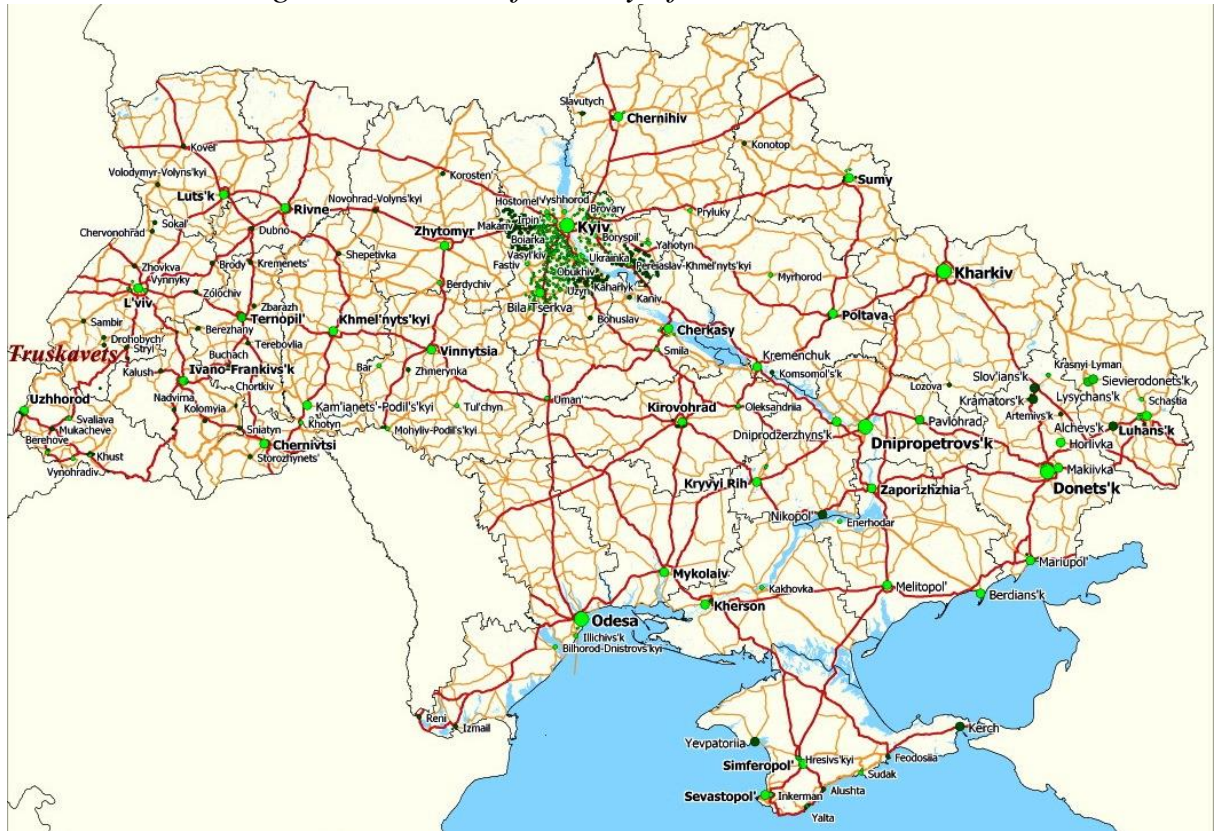 Slavutych
Chernihiv
Konotop
Kovel'
Volodymyr-Volyns'kyi
Korosten'
Sumy
Luts'k
Rivne
Novohrad-Volyns'kyi
Hostomel'
Vyshhorod
Brovary
Pryluky
Sokal'
Chervonohrad
Dubno
Makariv
Irpin'
Kyiv
Zhytomyr
Boiarka
Boryspil'
Yahotyn
Shepetivka
Vasyl'kiv
Ukrainka
Zhovkva
Brody
Kremenets'
Fastiv
Obukhiv
Pereiaslav-Khmel'nyts'kyi
Kharkiv
Vynnyky
Berdychiv
Uzyn
Kaharlyk
Myrhorod
L'viv
Zolochiv
Bila Tserkva
Kaniv
Zbarazh
Ternopil'
Khmel'nyts'kyi
Bohuslav
Poltava
Sambir
Berezhany
Cherkasy
Drohobych
Terebovlia
Stryi
Vinnytsia
Smila
Truskavets'
Buchach
Kremenchuk
Krasnyi Lyman
Kalush
Ivano-Frankivs'k
Bar
Zhmerynka
Komsomol's'k
Slov'ians'k
Sievierodonets'k
Chortkiv
Lozova
Lysychans'k
Uzhhorod
Nadvirna
Kramators'k
Schastia
Svaliava
Kolomyia
Kam'ianets'-Podil's'kyi
Tul'chyn
Uman'
Kirovohrad
Oleksandriia
Artemivs'k
Mukacheve
Khotyn
Pavlohrad
Alchevs'k
Luhans'k
Berehove
Sniatyn
Mohyliv-Podil's'kyi
Dniprodzerzhyns'k
Dnipropetrovs'k
Horlivka
Khust
Chernivtsi
Vynohradiv
Storozhynets'
Makiivka
Kryvyi Rih
Zaporizhzhia
Donets'k
Nikopol'
Enerhodar
Mariupol'
Mykolaiv
Kakhovka
Melitopol'
Berdians'k
Kherson
Odesa
Illichivs'k
Bilhorod-Dnistrovs'kyi
Reni
Izmail
Kerch
Yevpatoriia
Hresivs'kyi
Feodosiia
Simferopol'
Sudak
Sevastopol'
Inkerman
Alushta
Yalta